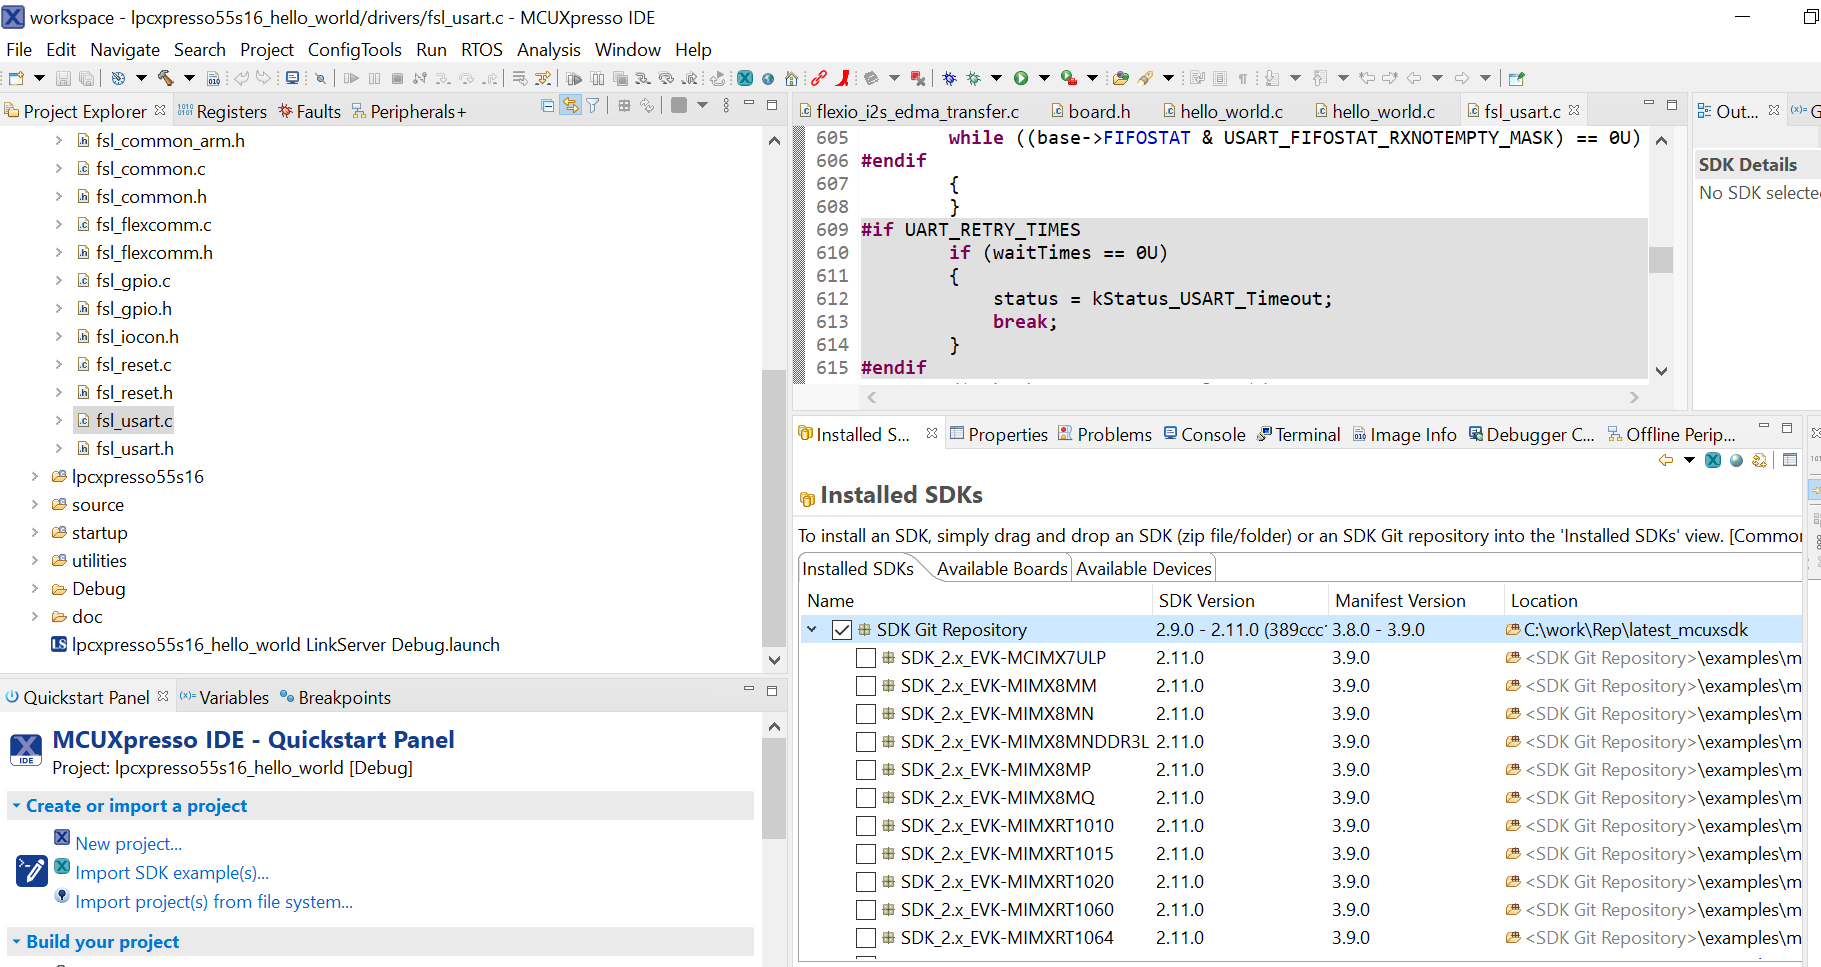 workspace - lpcxpresso55s16_hello_world/drivers/fsl_usart.c - MCUXpresso IDE
File Edit Navigate Search Project ConfigTools Run RTOS Analysis Window Help
Project Explorer Registers Faults Peripherals+
fsl_common_arm.h
fsl_common.c
fsl_common.h
fsl_flexcomm.c
fsl_flexcomm.h
fsl_gpio.c
fsl_gpio.h
fsl_iocon.h
fsl_reset.c
fsl_reset.h
fsl_usart.c
fsl_usart.h
lpcxpresso55s16
source
startup
utilities
Debug
doc
lpcxpresso55s16_hello_world LinkServer Debug.launch
Quickstart Panel (x)= Variables Breakpoints
MCUXpresso IDE - Quickstart Panel
Project: lpcxpresso55s16_hello_world [Debug]
Create or import a project
New project...
Import SDK example(s)...
Import project(s) from file system...
Build your project
flexio_i2s_edma_transfer.c board.h hello_world.c hello_world.c fsl_usart.c
605 while ((base->FIFOSTAT & USART_FIFOSTAT_RXNOTEMPTY_MASK) == 0U)
606 #endif
607 {
608 }
609 #if UART_RETRY_TIMES
610 if (waitTimes == 0U)
611 {
612 status = kStatus_USART_Timeout;
613 break;
614 }
615 #endif
Out... (x)= G
SDK Details
No SDK selecte
Installed S... Properties Problems Console Terminal Image Info Debugger C... Offline Perip...
Installed SDKs
To install an SDK, simply drag and drop an SDK (zip file/folder) or an SDK Git repository into the 'Installed SDKs' view. [Common
Installed SDKs Available Boards Available Devices
Name SDK Version Manifest Version Location
SDK Git Repository 2.9.0 - 2.11.0 (389ccc 3.8.0 - 3.9.0 C:\work\Rep\latest_mcuxsdk
SDK_2.x_EVK-MCIMX7ULP 2.11.0 3.9.0 <SDK Git Repository>\examples\m
SDK_2.x_EVK-MIMX8MM 2.11.0 3.9.0 <SDK Git Repository>\examples\m
SDK_2.x_EVK-MIMX8MN 2.11.0 3.9.0 <SDK Git Repository>\examples\m
SDK_2.x_EVK-MIMX8MNDDR3L 2.11.0 3.9.0 <SDK Git Repository>\examples\m
SDK_2.x_EVK-MIMX8MP 2.11.0 3.9.0 <SDK Git Repository>\examples\m
SDK_2.x_EVK-MIMX8MQ 2.11.0 3.9.0 <SDK Git Repository>\examples\m
SDK_2.x_EVK-MIMXRT1010 2.11.0 3.9.0 <SDK Git Repository>\examples\m
SDK_2.x_EVK-MIMXRT1015 2.11.0 3.9.0 <SDK Git Repository>\examples\m
SDK_2.x_EVK-MIMXRT1020 2.11.0 3.9.0 <SDK Git Repository>\examples\m
SDK_2.x_EVK-MIMXRT1060 2.11.0 3.9.0 <SDK Git Repository>\examples\m
SDK_2.x_EVK-MIMXRT1064 2.11.0 3.9.0 <SDK Git Repository>\examples\m